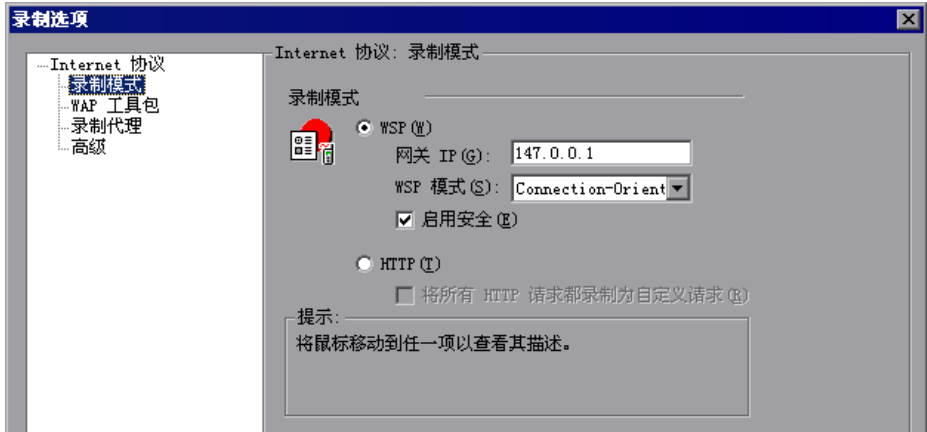 录制选项
Internet 协议
录制模式
WAP 工具包
录制代理
高级
Internet 协议: 录制模式
录制模式
WSP(W)
网关 IP(G): 147.0.0.1
WSP 模式(S): Connection-Orient
启用安全(E)
HTTP(T)
将所有 HTTP 请求都录制为自定义请求(R)
提示:
将鼠标移动到任一项以查看其描述。